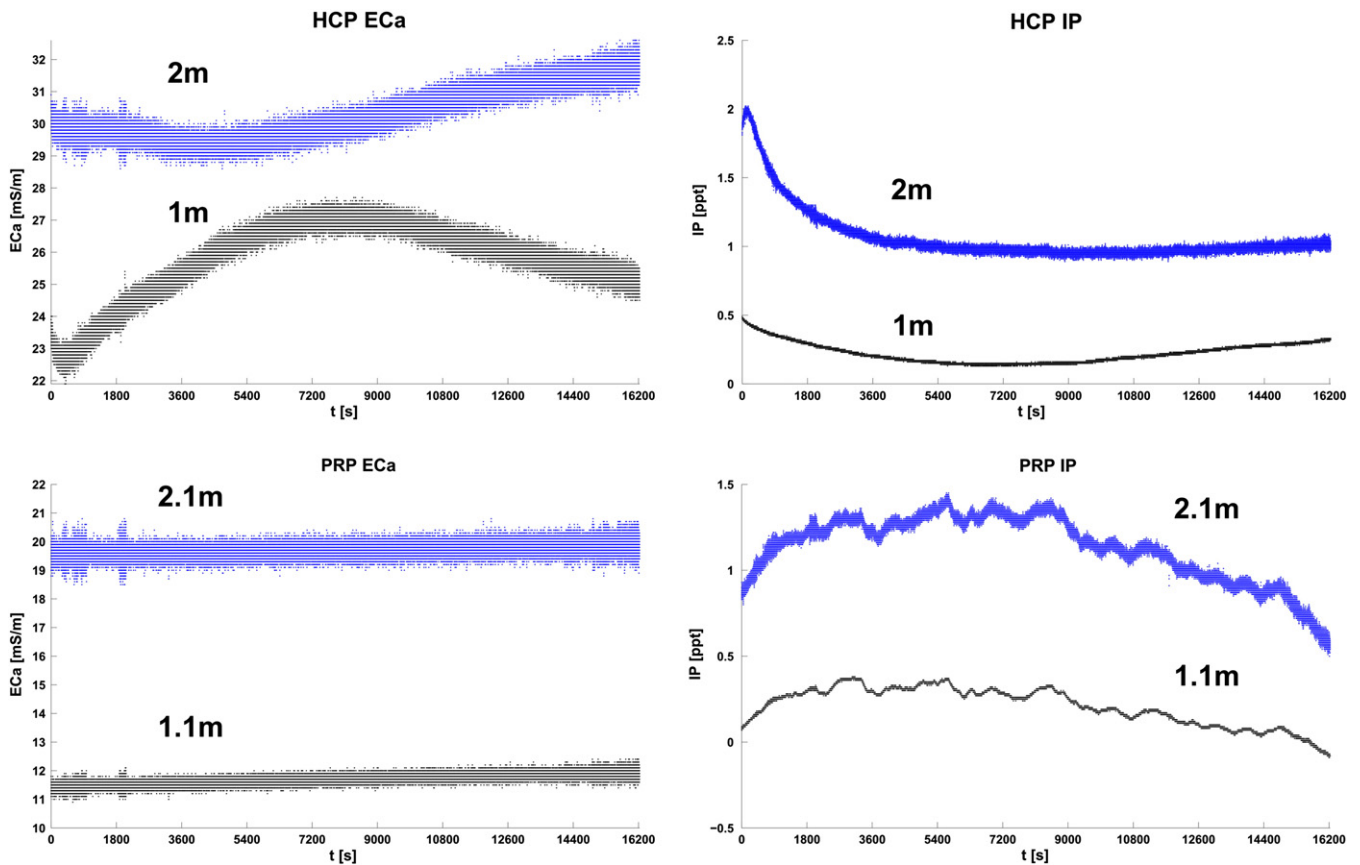 HCP ECa
32
31
30
29
28
27
26
25
24
23
22
ECa [mS/m]
2m
1m
0 1800 3600 5400 7200 9000 10800 12600 14400 16200
t [s]
HCP IP
2.5
2
1.5
1
0.5
0
IP [ppt]
2m
1m
0 1800 3600 5400 7200 9000 10800 12600 14400 16200
t [s]
PRP ECa
22
21
20
19
18
17
16
15
14
13
12
11
10
ECa [mS/m]
2.1m
1.1m
0 1800 3600 5400 7200 9000 10800 12600 14400 16200
t [s]
PRP IP
1.5
1
0.5
0
−0.5
IP [ppt]
2.1m
1.1m
0 1800 3600 5400 7200 9000 10800 12600 14400 16200
t [s]